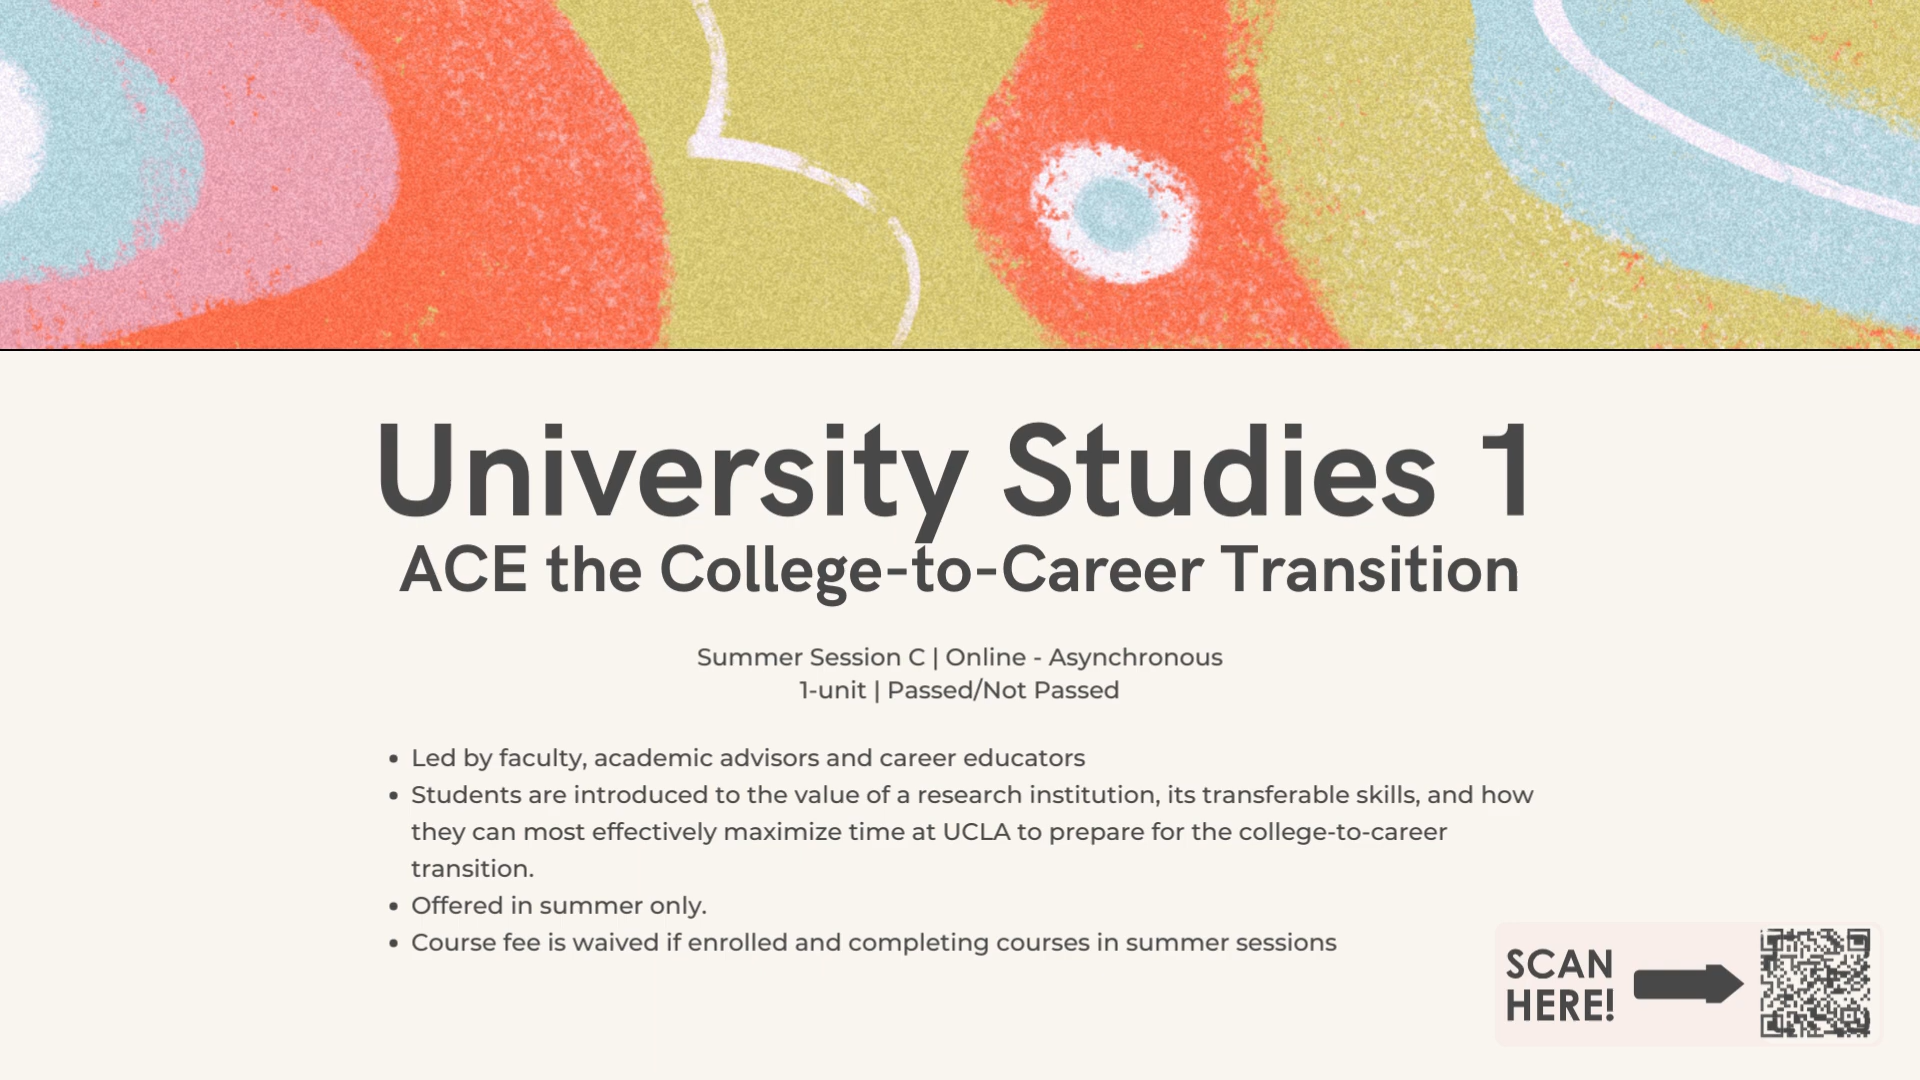 University Studies 1
ACE the College-to-Career Transition
Summer Session C | Online - Asynchronous
1-unit | Passed/Not Passed
• Led by faculty, academic advisors and career educators
• Students are introduced to the value of a research institution, its transferable skills, and how
they can most effectively maximize time at UCLA to prepare for the college-to-career
transition.
• Offered in summer only.
• Course fee is waived if enrolled and completing courses in summer sessions
SCAN
HERE!